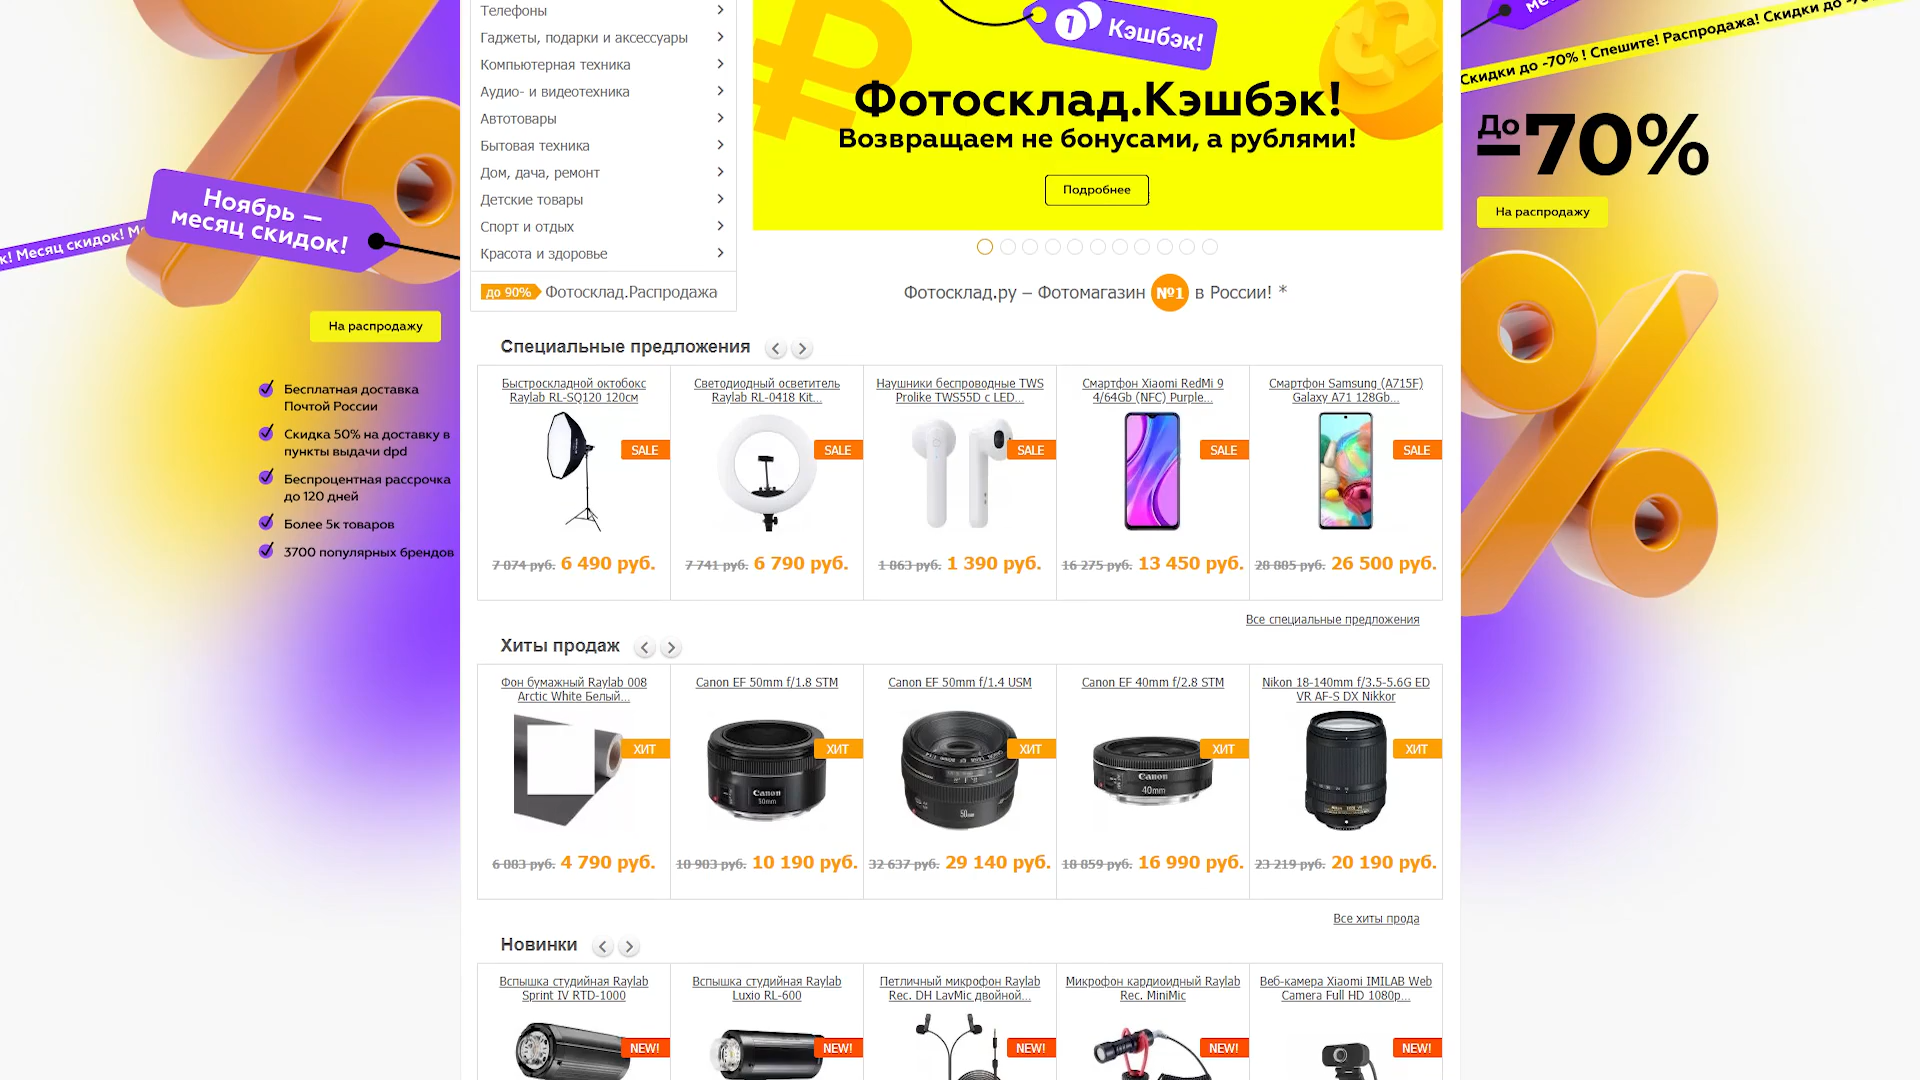 Телефоны
Гаджеты, подарки и аксессуары
Компьютерная техника
Аудио- и видеотехника
Автотовары
Бытовая техника
Дом, дача, ремонт
Детские товары
Спорт и отдых
Красота и здоровье
до 90% Фотосклад.Распродажа
1 Кэшбэк!
Фотосклад.Кэшбэк!
Возвращаем не бонусами, а рублями!
Подробнее
Фотосклад.ру – Фотомагазин №1 в России! *
Ноябрь —
месяц скидок!
к! Месяц скидок!
На распродажу
Бесплатная доставка
Почтой России
Скидка 50% на доставку в
пункты выдачи dpd
Беспроцентная рассрочка
до 120 дней
Более 5к товаров
3700 популярных брендов
Скидки до -70% ! Спешите! Распродажа! Скидки до
До
-70%
На распродажу
Специальные предложения
Быстроскладной октобокс
Raylab RL-SQ120 120см
SALE
7 074 руб. 6 490 руб.
Светодиодный осветитель
Raylab RL-0418 Kit...
SALE
7 741 руб. 6 790 руб.
Наушники беспроводные TWS
Prolike TWS55D с LED...
SALE
1 863 руб. 1 390 руб.
Смартфон Xiaomi RedMi 9
4/64Gb (NFC) Purple...
SALE
16 275 руб. 13 450 руб.
Смартфон Samsung (A715F)
Galaxy A71 128Gb...
SALE
28 885 руб. 26 500 руб.
Все специальные предложения
Хиты продаж
Фон бумажный Raylab 008
Arctic White Белый...
ХИТ
6 083 руб. 4 790 руб.
Canon EF 50mm f/1.8 STM
Canon
50mm
ХИТ
10 903 руб. 10 190 руб.
Canon EF 50mm f/1.4 USM
50mm
ХИТ
32 637 руб. 29 140 руб.
Canon EF 40mm f/2.8 STM
Canon
40mm
ХИТ
18 859 руб. 16 990 руб.
Nikon 18-140mm f/3.5-5.6G ED
VR AF-S DX Nikkor
ХИТ
23 219 руб. 20 190 руб.
Все хиты прода
Новинки
Вспышка студийная Raylab
Sprint IV RTD-1000
NEW!
Вспышка студийная Raylab
Luxio RL-600
NEW!
Петличный микрофон Raylab
Rec. DH LavMic двойной...
NEW!
Микрофон кардиоидный Raylab
Rec. MiniMic
NEW!
Веб-камера Xiaomi IMILAB Web
Camera Full HD 1080p...
NEW!